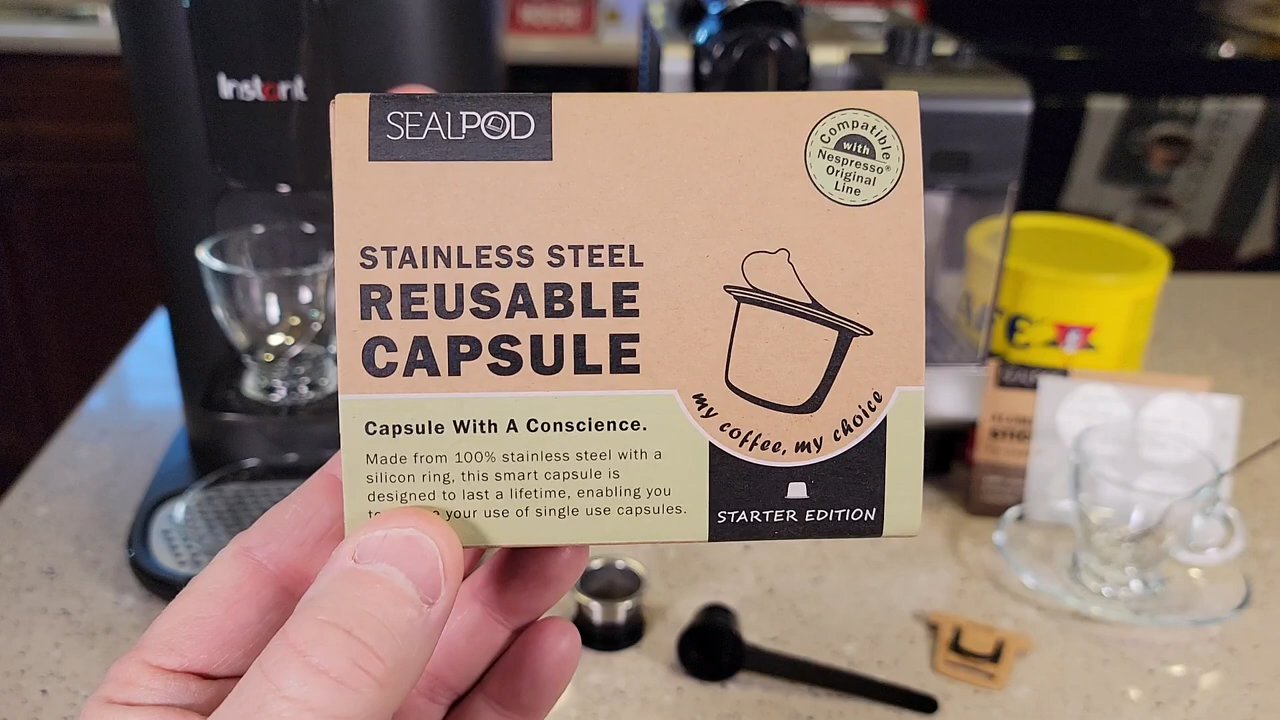 Instant
SEALPOD
Compatible
with
Nespresso®
Original
Line
STAINLESS STEEL
REUSABLE
CAPSULE
my coffee, my choice
Capsule With A Conscience.
Made from 100% stainless steel with a
silicon ring, this smart capsule is
designed to last a lifetime, enabling you
your use of single use capsules.
STARTER EDITION